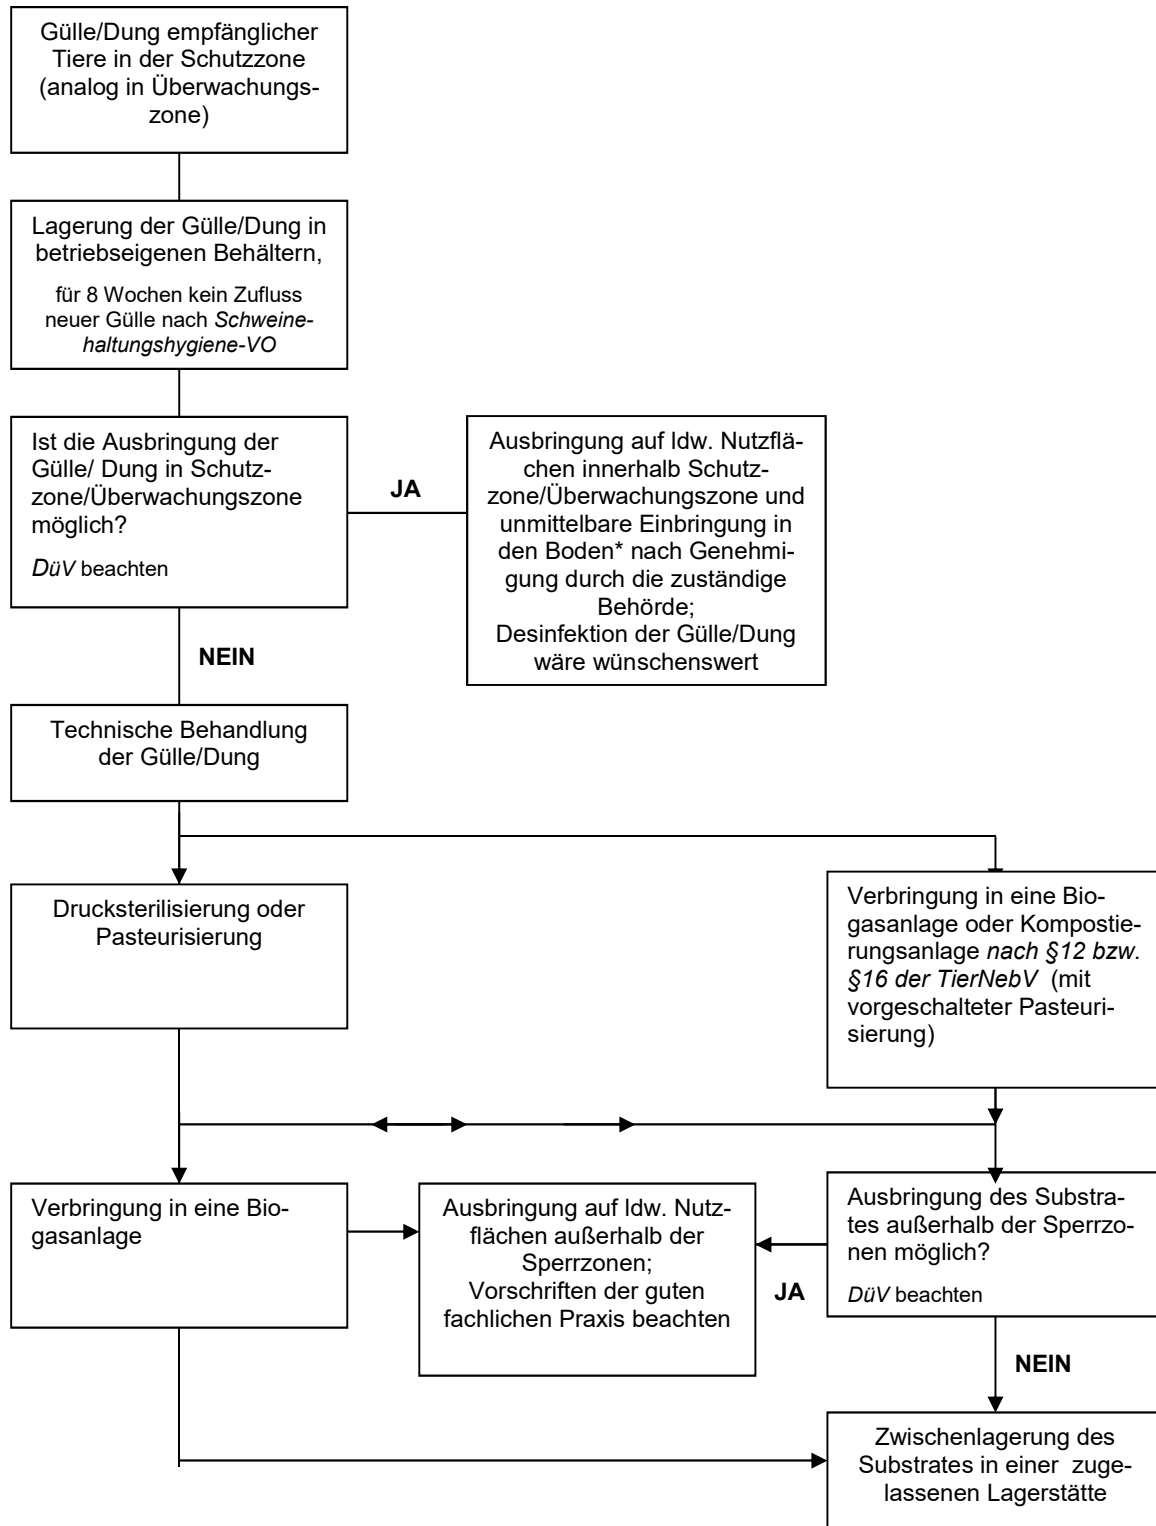 Gülle/Dung empfänglicher
Tiere in der Schutzzone
(analog in Überwachungs-
zone)
Lagerung der Gülle/Dung in
betriebseigenen Behältern,
für 8 Wochen kein Zufluss
neuer Gülle nach Schweine-
haltungshygiene-VO
Ist die Ausbringung der
Gülle/ Dung in Schutz-
zone/Überwachungszone
möglich?
DüV beachten
JA
Ausbringung auf ldw. Nutzflä-
chen innerhalb Schutz-
zone/Überwachungszone und
unmittelbare Einbringung in
den Boden* nach Genehmi-
gung durch die zuständige
Behörde;
Desinfektion der Gülle/Dung
wäre wünschenswert
NEIN
Technische Behandlung
der Gülle/Dung
Drucksterilisierung oder
Pasteurisierung
Verbringung in eine Bio-
gasanlage oder Kompostie-
rungsanlage nach §12 bzw.
§16 der TierNebV (mit
vorgeschalteter Pasteuri-
sierung)
Verbringung in eine Bio-
gasanlage
Ausbringung auf ldw. Nutz-
flächen außerhalb der
Sperrzonen;
Vorschriften der guten
fachlichen Praxis beachten
JA
Ausbringung des Substra-
tes außerhalb der Sperrzo-
nen möglich?
DüV beachten
NEIN
Zwischenlagerung des
Substrates in einer zuge-
lassenen Lagerstätte